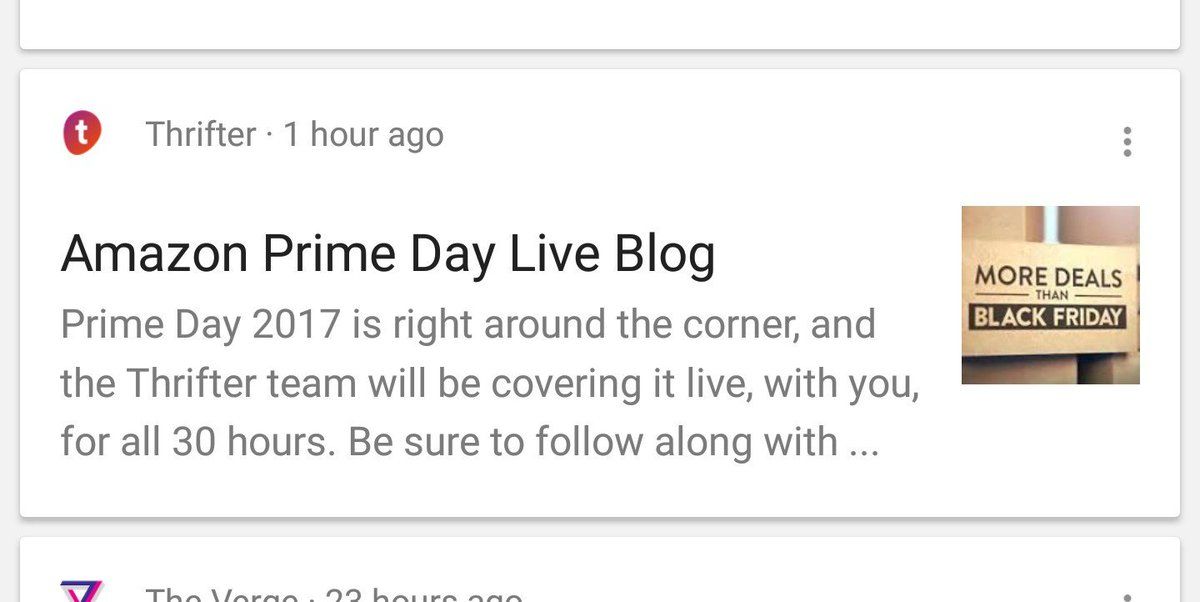 t
Thrifter · 1 hour ago
Amazon Prime Day Live Blog
Prime Day 2017 is right around the corner, and
the Thrifter team will be covering it live, with you,
for all 30 hours. Be sure to follow along with ...
MORE DEALS
THAN
BLACK FRIDAY
The Verge · 23 hours ago